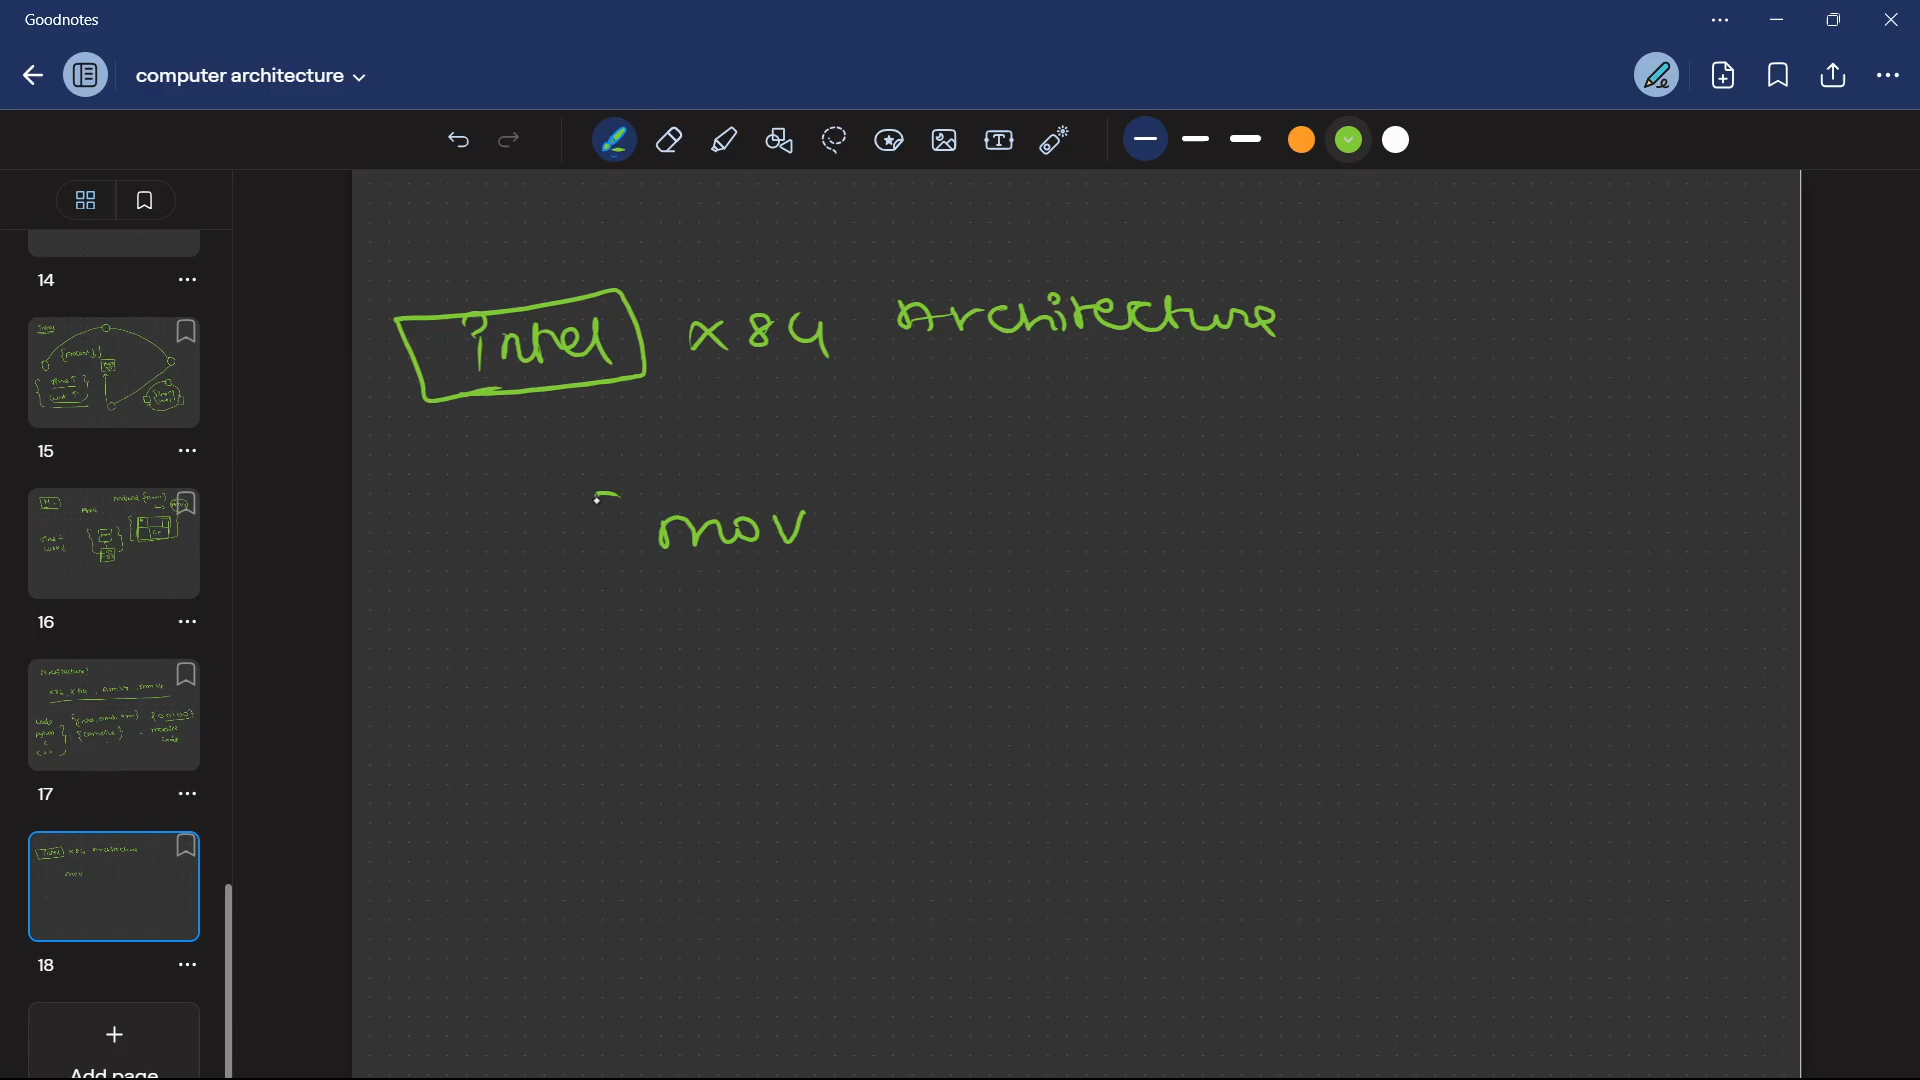 Goodnotes
computer architecture
Intel x84 Architecture
mov
14
15
16
17
18
Add page